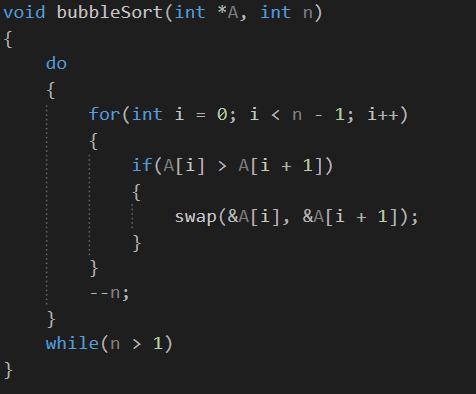 void bubbleSort(int *A, int n)
{
    do
    {
        for(int i = 0; i < n - 1; i++)
        {
            if(A[i] > A[i + 1])
            {
                swap(&A[i], &A[i + 1]);
            }
        }
        --n;
    }
    while(n > 1)
}